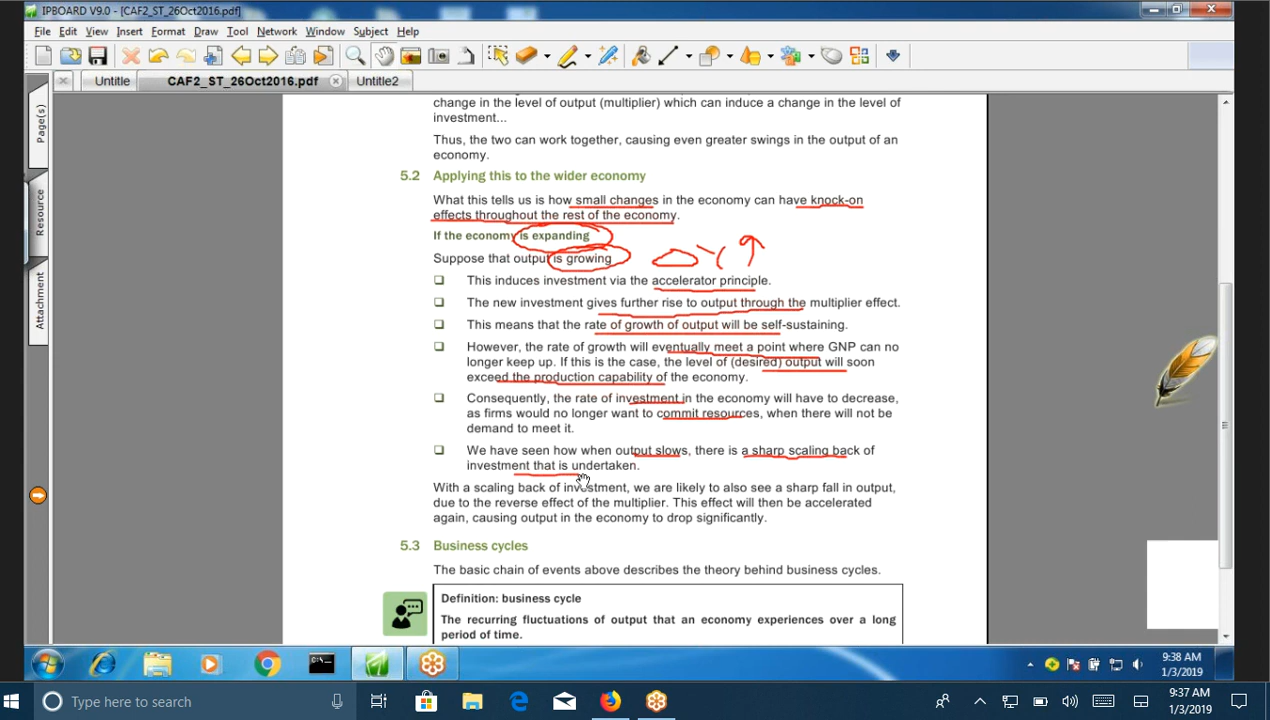 IPBOARD V9.0 - [CAF2_ST_26Oct2016.pdf]
File Edit View Insert Format Draw Tool Network Window Subject Help
Untitle CAF2_ST_26Oct2016.pdf Untitle2
Page(s)
Resource
Attachment
change in the level of output (multiplier) which can induce a change in the level of
investment...
Thus, the two can work together, causing even greater swings in the output of an
economy.
5.2 Applying this to the wider economy
What this tells us is how small changes in the economy can have knock-on
effects throughout the rest of the economy.
If the economy is expanding
Suppose that output is growing
This induces investment via the accelerator principle.
The new investment gives further rise to output through the multiplier effect.
This means that the rate of growth of output will be self-sustaining.
However, the rate of growth will eventually meet a point where GNP can no
longer keep up. If this is the case, the level of (desired) output will soon
exceed the production capability of the economy.
Consequently, the rate of investment in the economy will have to decrease,
as firms would no longer want to commit resources, when there will not be
demand to meet it.
We have seen how when output slows, there is a sharp scaling back of
investment that is undertaken.
With a scaling back of investment, we are likely to also see a sharp fall in output,
due to the reverse effect of the multiplier. This effect will then be accelerated
again, causing output in the economy to drop significantly.
5.3 Business cycles
The basic chain of events above describes the theory behind business cycles.
Definition: business cycle
The recurring fluctuations of output that an economy experiences over a long
period of time.
9:38 AM
1/3/2019
Type here to search
9:37 AM
1/3/2019